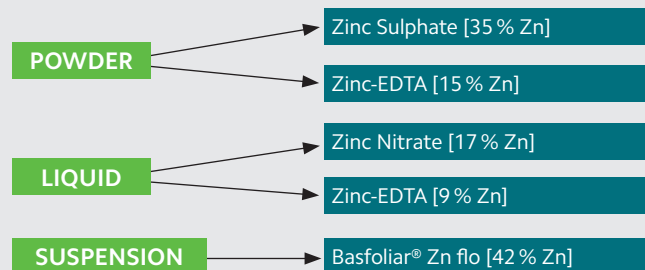 POWDER
Zinc Sulphate [35 % Zn]
Zinc-EDTA [15 % Zn]
LIQUID
Zinc Nitrate [17 % Zn]
Zinc-EDTA [9 % Zn]
SUSPENSION
Basfoliar® Zn flo [42 % Zn]